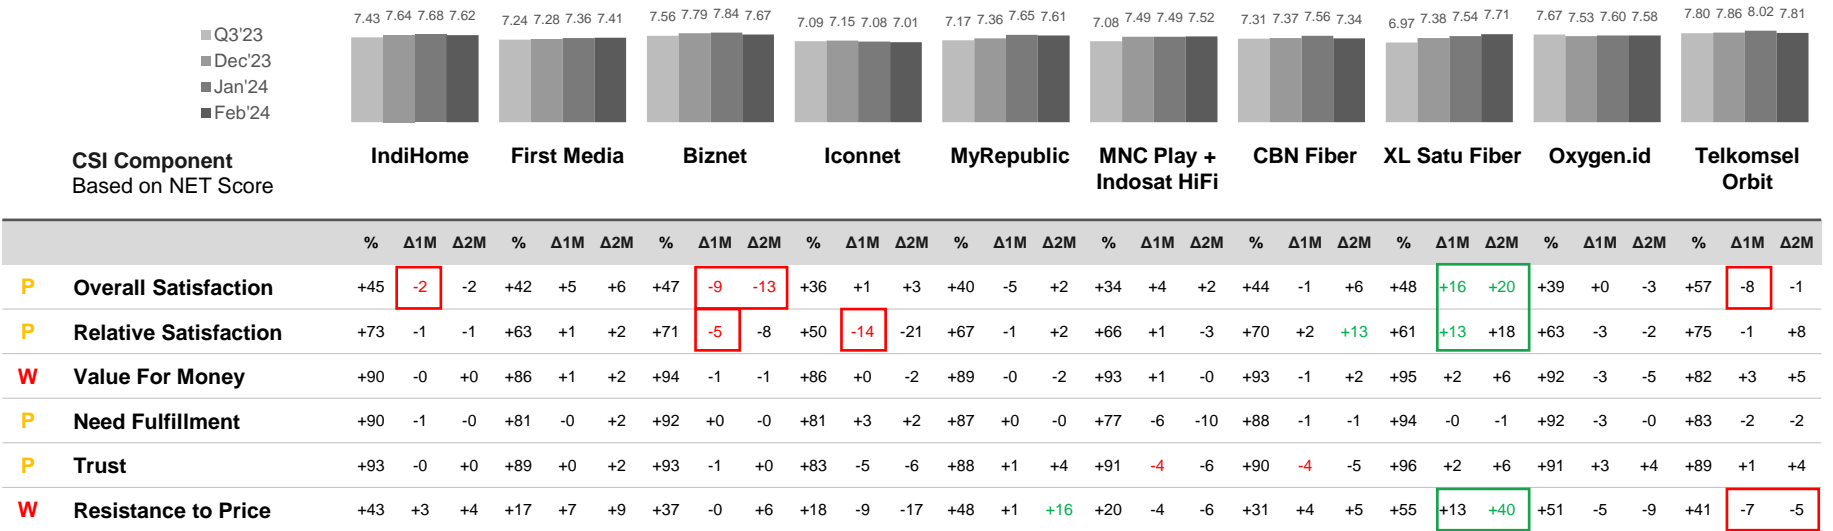 7.43 7.64 7.68 7.62 7.24 7.28 7.36 7.41 7.56 7.79 7.84 7.67 7.09 7.15 7.08 7.01 7.17 7.36 7.65 7.61 7.08 7.49 7.49 7.52 7.31 7.37 7.56 7.34 6.97 7.38 7.54 7.71 7.67 7.53 7.60 7.58 7.80 7.86 8.02 7.81
Q3'23
Dec'23
Jan'24
Feb'24
CSI Component
Based on NET Score
IndiHome
First Media
Biznet
Iconnet
MyRepublic
MNC Play +
Indosat HiFi
CBN Fiber
XL Satu Fiber
Oxygen.id
Telkomsel
Orbit
% Δ1M Δ2M % Δ1M Δ2M % Δ1M Δ2M % Δ1M Δ2M % Δ1M Δ2M % Δ1M Δ2M % Δ1M Δ2M % Δ1M Δ2M % Δ1M Δ2M % Δ1M Δ2M
P Overall Satisfaction +45 -2 -2 +42 +5 +6 +47 -9 -13 +36 +1 +3 +40 -5 +2 +34 +4 +2 +44 -1 +6 +48 +16 +20 +39 +0 -3 +57 -8 -1
P Relative Satisfaction +73 -1 -1 +63 +1 +2 +71 -5 -8 +50 -14 -21 +67 -1 +2 +66 +1 -3 +70 +2 +13 +61 +13 +18 +63 -3 -2 +75 -1 +8
W Value For Money +90 -0 +0 +86 +1 +2 +94 -1 -1 +86 +0 -2 +89 -0 -2 +93 +1 -0 +93 -1 +2 +95 +2 +6 +92 -3 -5 +82 +3 +5
P Need Fulfillment +90 -1 -0 +81 -0 +2 +92 +0 -0 +81 +3 +2 +87 +0 -0 +77 -6 -10 +88 -1 -1 +94 -0 -1 +92 -3 -0 +83 -2 -2
P Trust +93 -0 +0 +89 +0 +2 +93 -1 +0 +83 -5 -6 +88 +1 +4 +91 -4 -6 +90 -4 -5 +96 +2 +6 +91 +3 +4 +89 +1 +4
W Resistance to Price +43 +3 +4 +17 +7 +9 +37 -0 +6 +18 -9 -17 +48 +1 +16 +20 -4 -6 +31 +4 +5 +55 +13 +40 +51 -5 -9 +41 -7 -5